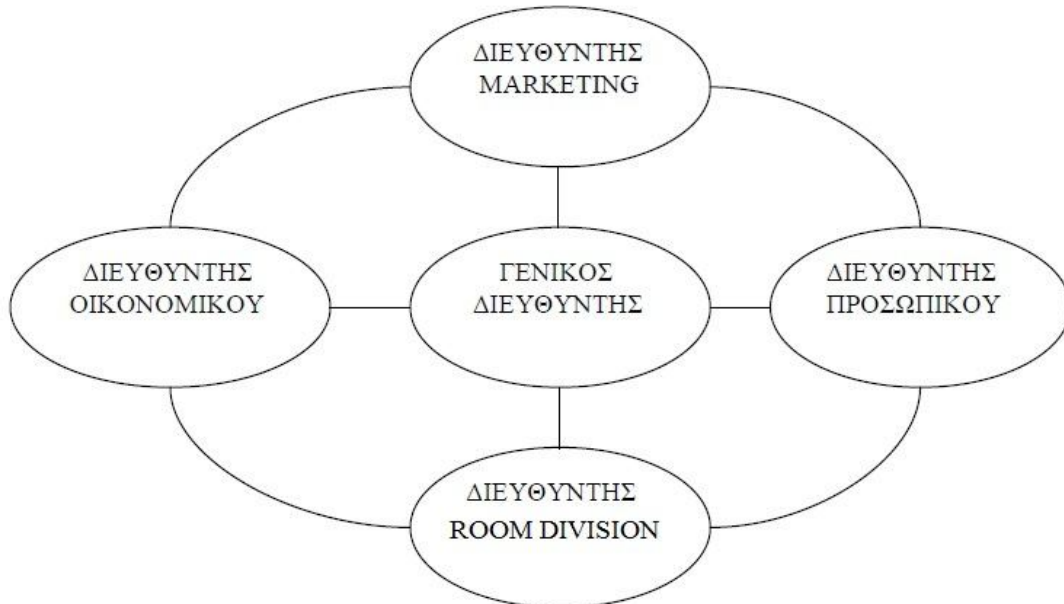 ΔΙΕΥΘΥΝΤΗΣ
MARKETING
ΔΙΕΥΘΥΝΤΗΣ
ΟΙΚΟΝΟΜΙΚΟΥ
ΓΕΝΙΚΟΣ
ΔΙΕΥΘΥΝΤΗΣ
ΔΙΕΥΘΥΝΤΗΣ
ΠΡΟΣΩΠΙΚΟΥ
ΔΙΕΥΘΥΝΤΗΣ
ROOM DIVISION